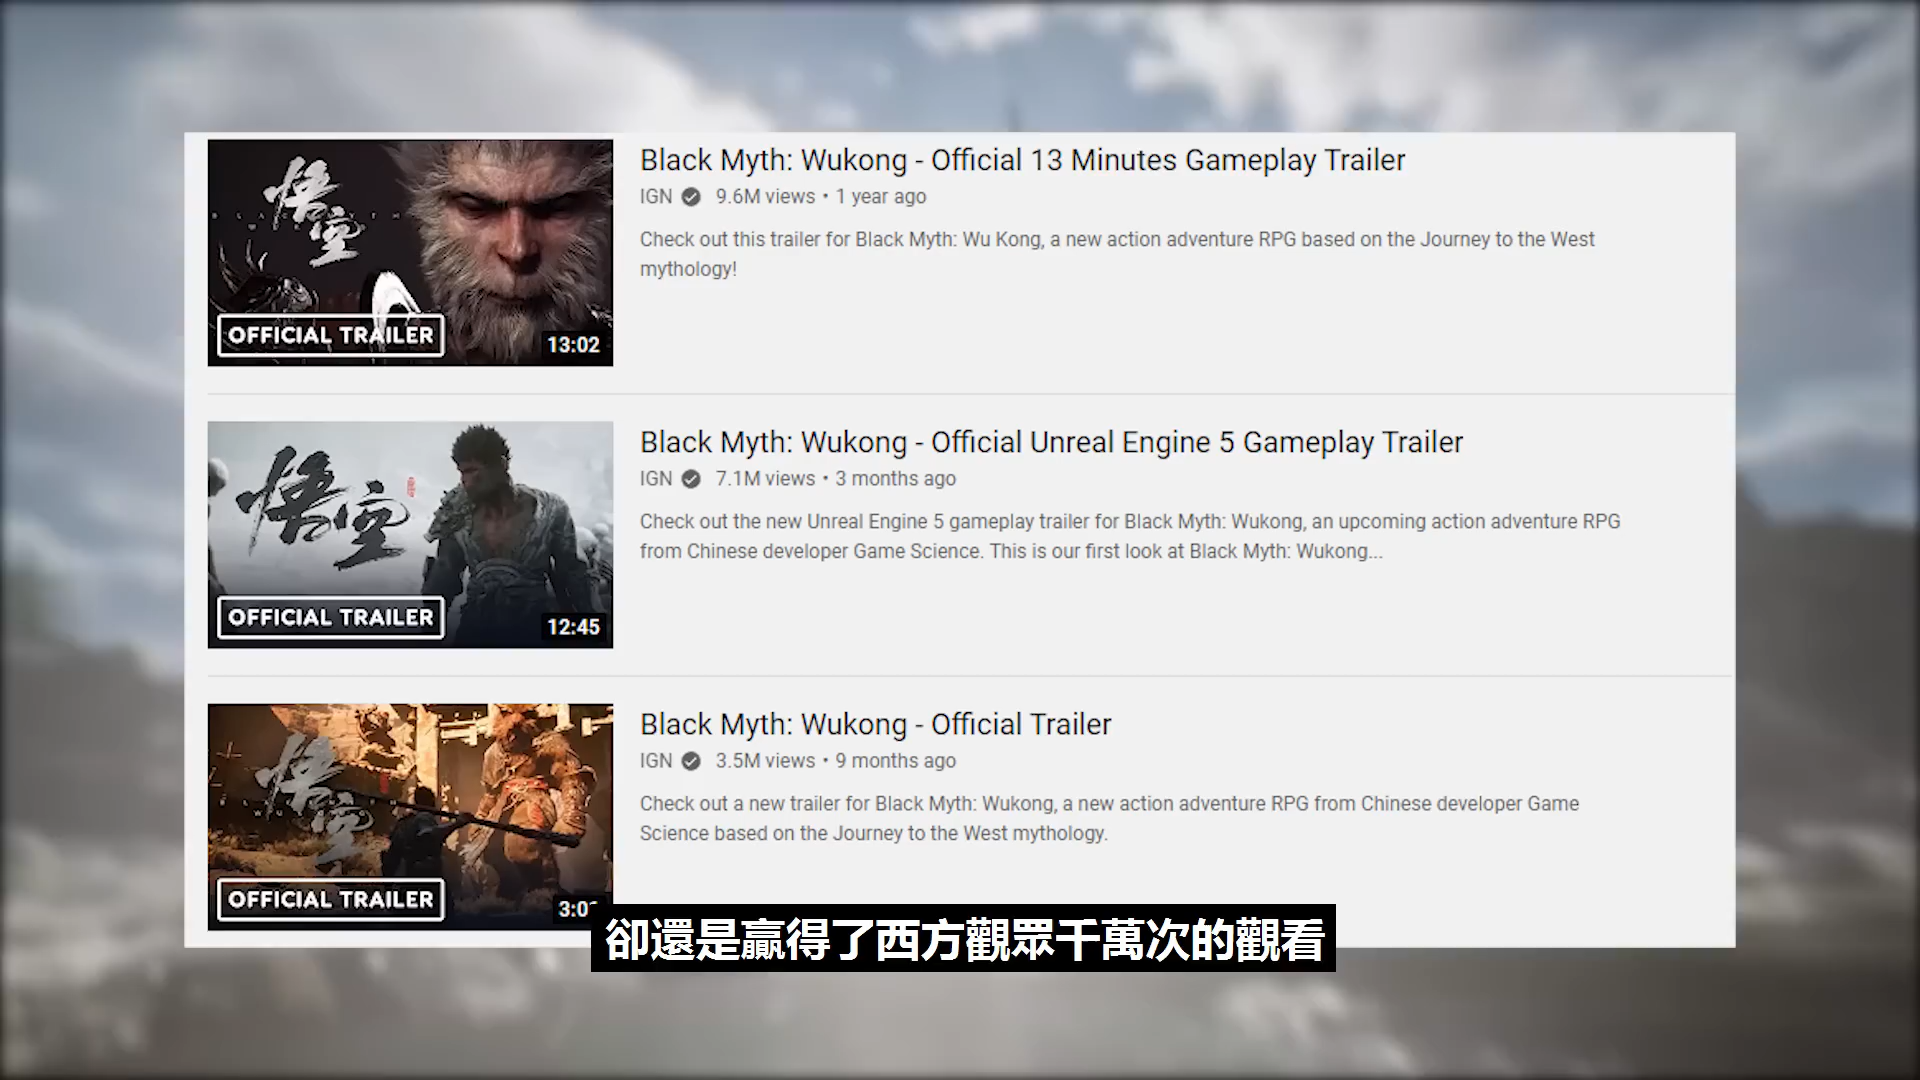 悟空
BLACK MYTH
OFFICIAL TRAILER
13:02
Black Myth: Wukong - Official 13 Minutes Gameplay Trailer
IGN 9.6M views • 1 year ago
Check out this trailer for Black Myth: Wu Kong, a new action adventure RPG based on the Journey to the West
mythology!
悟空
OFFICIAL TRAILER
12:45
Black Myth: Wukong - Official Unreal Engine 5 Gameplay Trailer
IGN 7.1M views • 3 months ago
Check out the new Unreal Engine 5 gameplay trailer for Black Myth: Wukong, an upcoming action adventure RPG
from Chinese developer Game Science. This is our first look at Black Myth: Wukong...
悟空
WUKONG
OFFICIAL TRAILER
Black Myth: Wukong - Official Trailer
IGN 3.5M views • 9 months ago
Check out a new trailer for Black Myth: Wukong, a new action adventure RPG from Chinese developer Game
Science based on the Journey to the West mythology.
卻還是贏得了西方觀眾千萬次的觀看